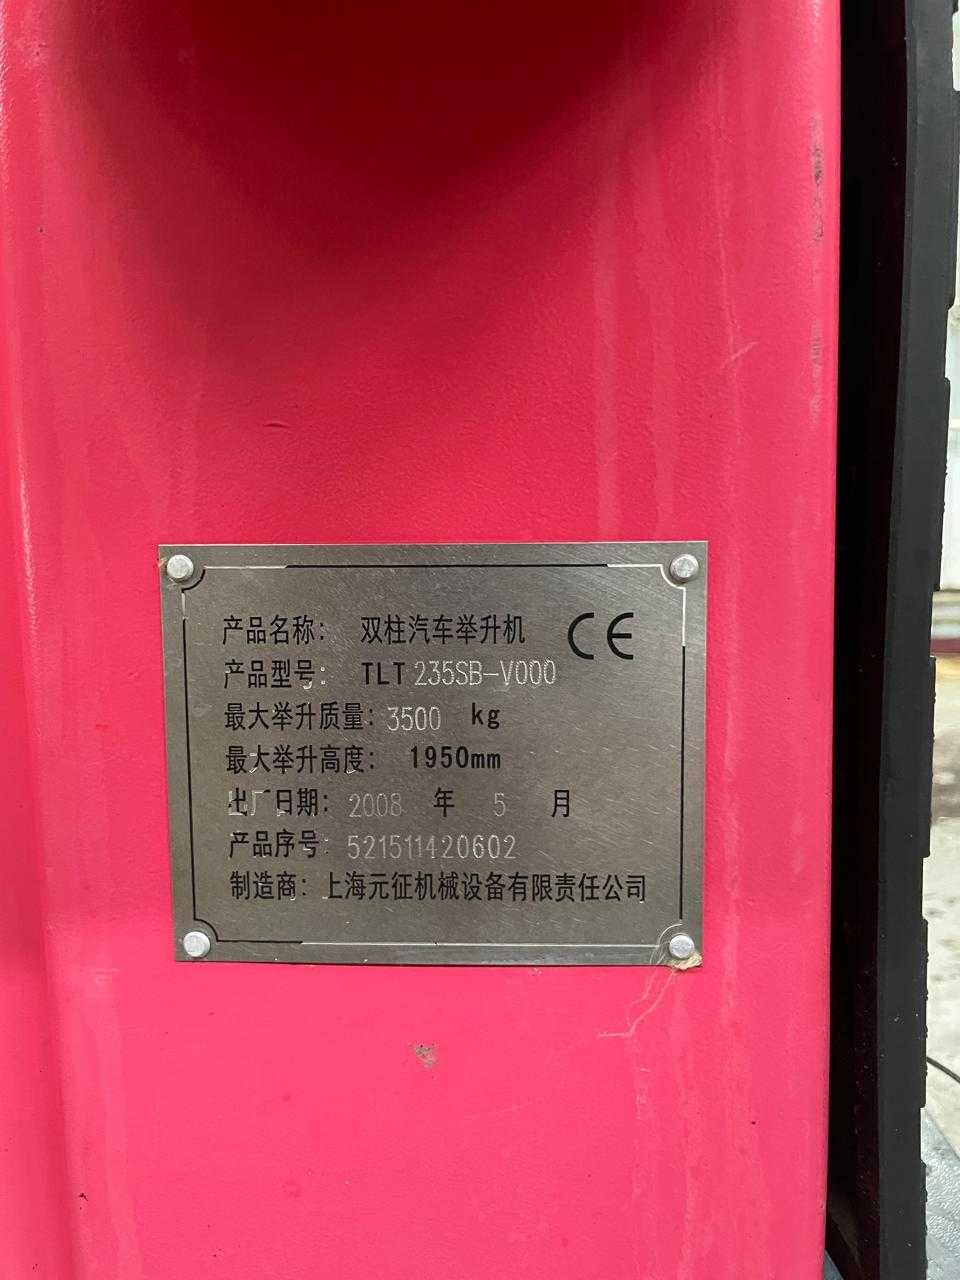 产品名称: 双柱汽车举升机 CE
产品型号: TLT 235SB-V000
最大举升质量: 3500 kg
最大举升高度: 1950mm
出厂日期: 2008 年 5 月
产品序号: 521511420602
制造商: 上海元征机械设备有限责任公司